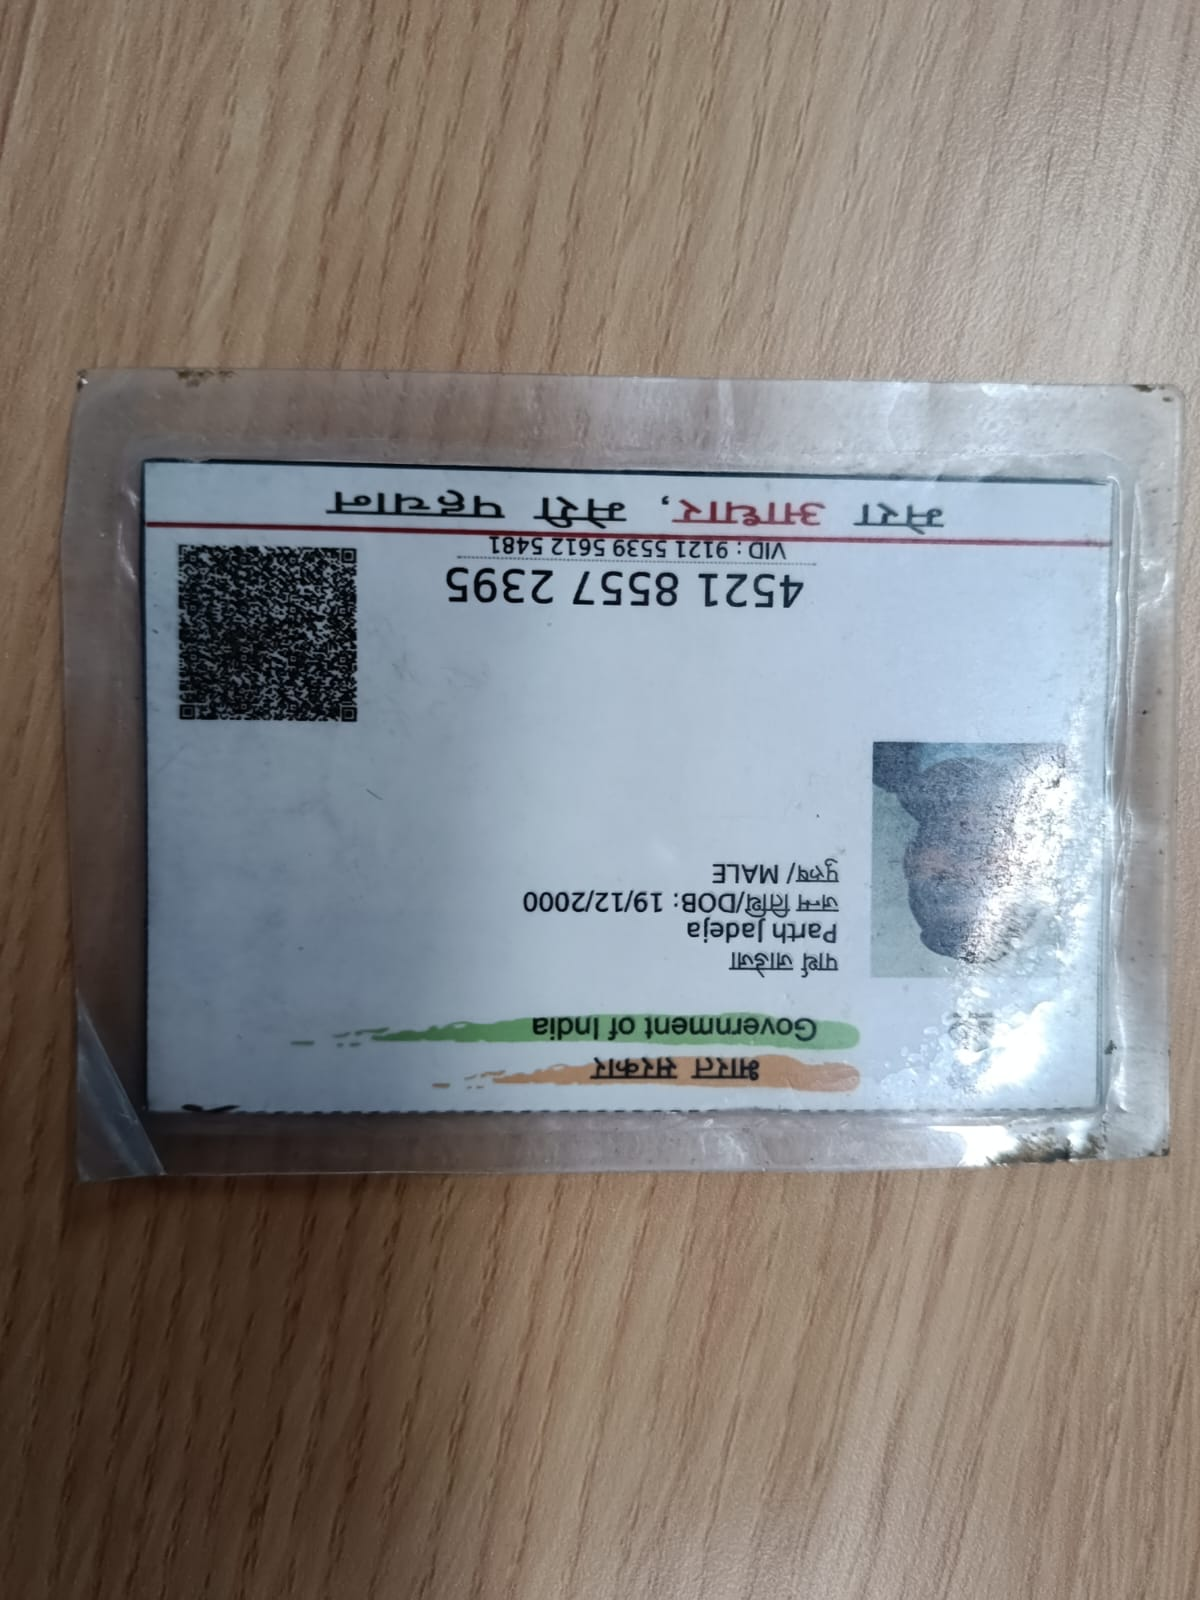 भारत सरकार
Government of India
पार्थ जाडेजा
Parth Jadeja
जन्म तिथि/DOB: 19/12/2000
पुरुष/ MALE
4521 8557 2395
VID : 9121 5539 5612 5481
मेरा आधार, मेरी पहचान